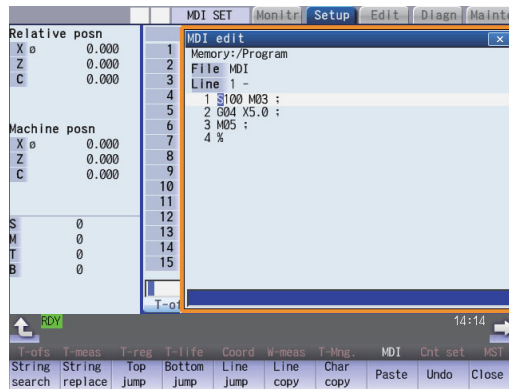 MDI SET Monitr Setup Edit Diagn Mainte
Relative posn
X ø 0.000
Z 0.000
C 0.000
Machine posn
X ø 0.000
Z 0.000
C 0.000
S 0
M 0
T 0
B 0
1
2
3
4
5
6
7
8
9
10
11
12
13
14
15
T-of
MDI edit ×
Memory:/Program
File MDI
Line 1 -
1 S100 M03 ;
2 G04 X5.0 ;
3 M05 ;
4 %
RDY 14:14
T-ofs T-meas T-reg T-life Coord W-meas T-Mng. MDI Cnt set MST
String search String replace Top jump Bottom jump Line jump Line copy Char copy Paste Undo Close